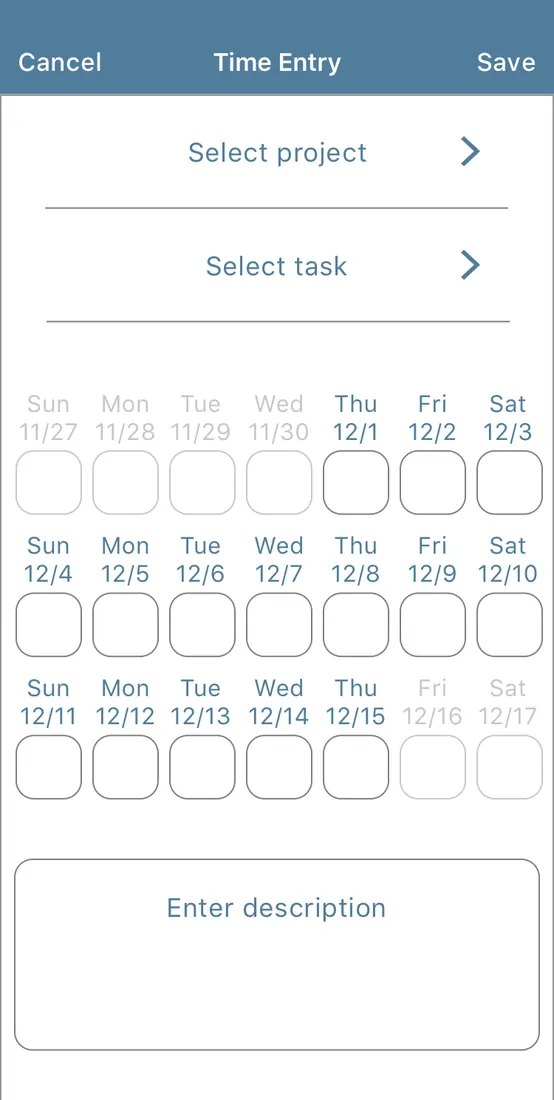 Cancel Time Entry Save
Select project
Select task
Sun Mon Tue Wed Thu Fri Sat
11/27 11/28 11/29 11/30 12/1 12/2 12/3
Sun Mon Tue Wed Thu Fri Sat
12/4 12/5 12/6 12/7 12/8 12/9 12/10
Sun Mon Tue Wed Thu Fri Sat
12/11 12/12 12/13 12/14 12/15 12/16 12/17
Enter description